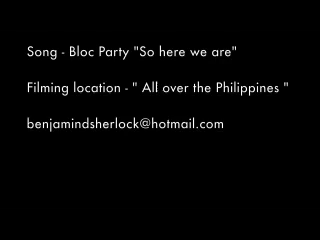 Song - Bloc Party "So here we are"
Filming location - " All over the Philippines "
benjamindsherlock@hotmail.com